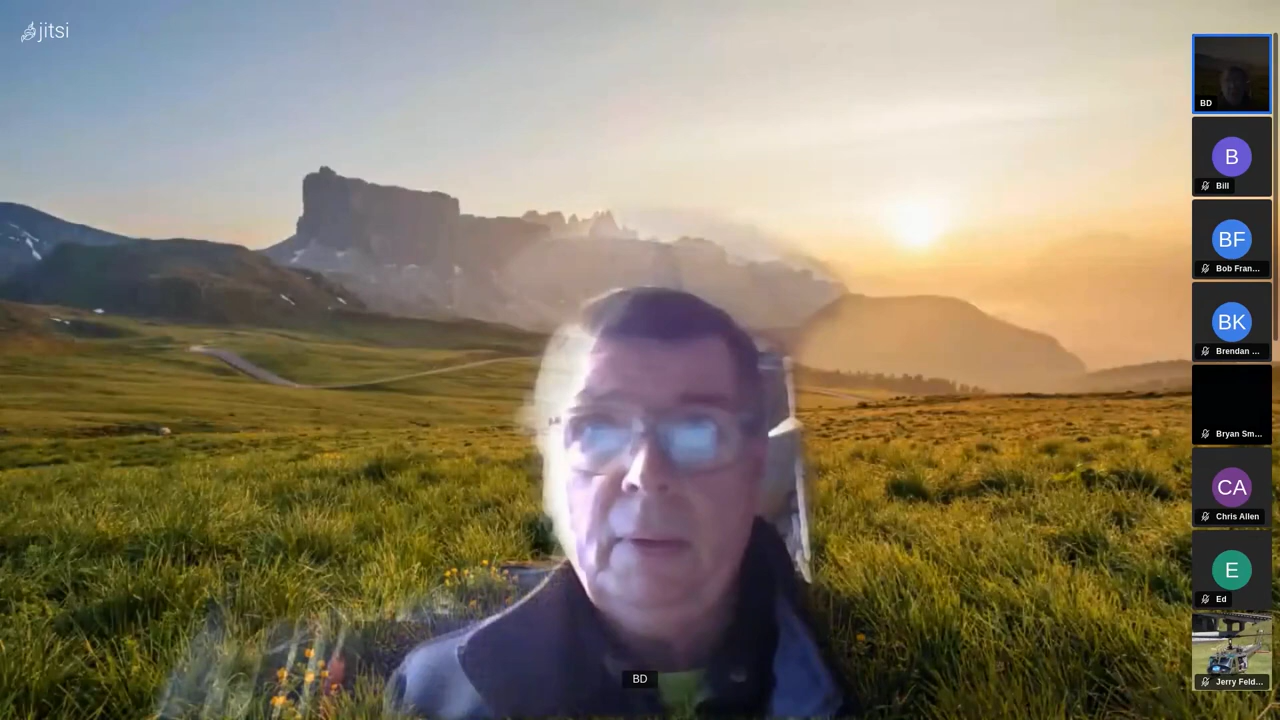 jitsi
BD
B
Bill
BF
Bob Fran...
BK
Brendan ...
Bryan Sm...
CA
Chris Allen
E
Ed
Jerry Feld...
BD